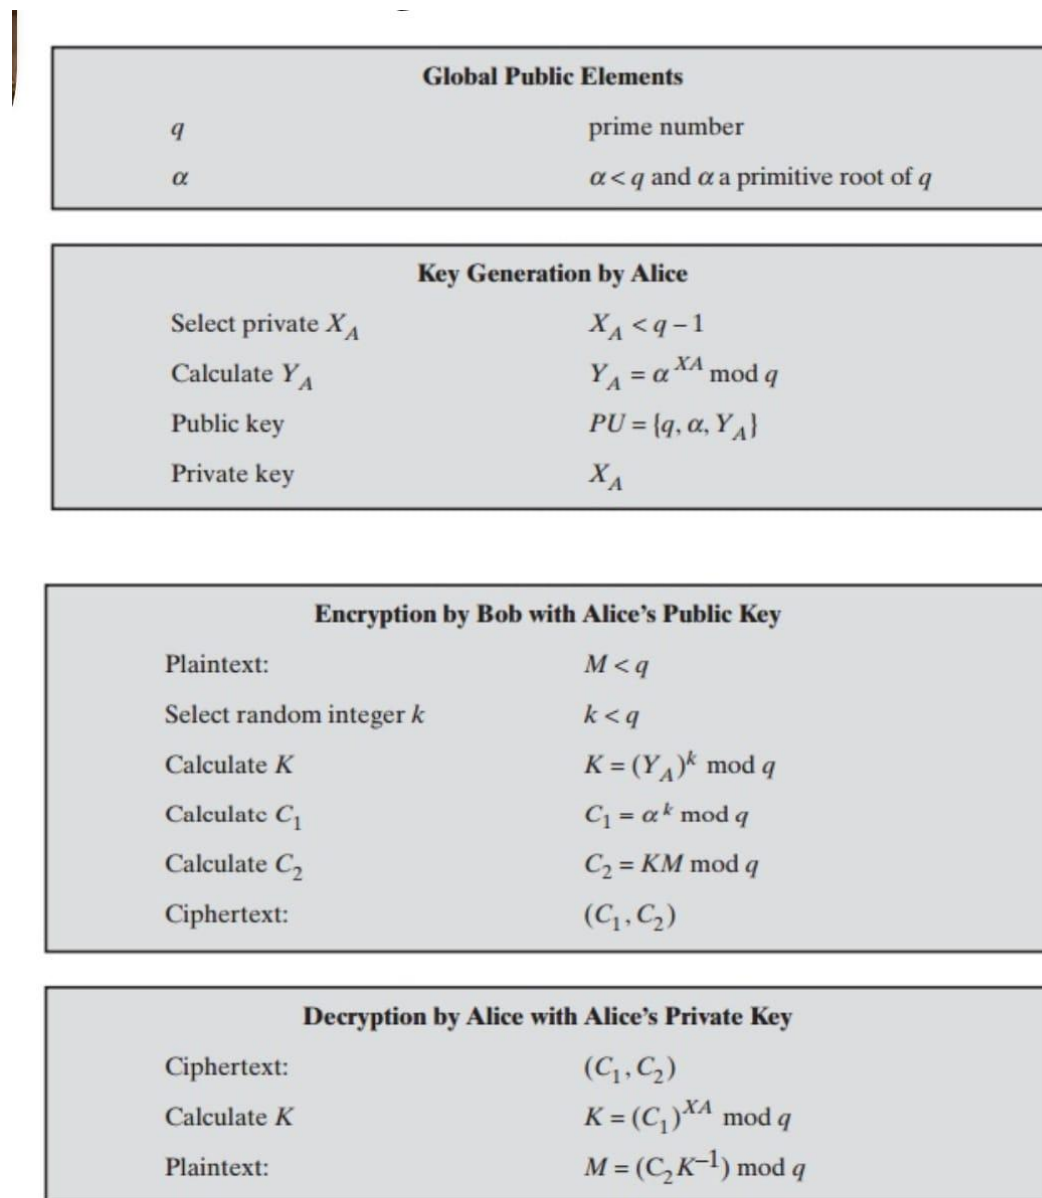 Global Public Elements
q prime number
α α < q and α a primitive root of q
Key Generation by Alice
Select private X_A X_A < q – 1
Calculate Y_A Y_A = α^{XA} mod q
Public key PU = {q, α, Y_A}
Private key X_A
Encryption by Bob with Alice's Public Key
Plaintext: M < q
Select random integer k k < q
Calculate K K = (Y_A)^k mod q
Calculate C_1 C_1 = α^k mod q
Calculate C_2 C_2 = KM mod q
Ciphertext: (C_1, C_2)
Decryption by Alice with Alice's Private Key
Ciphertext: (C_1, C_2)
Calculate K K = (C_1)^{XA} mod q
Plaintext: M = (C_2K^{–1}) mod q